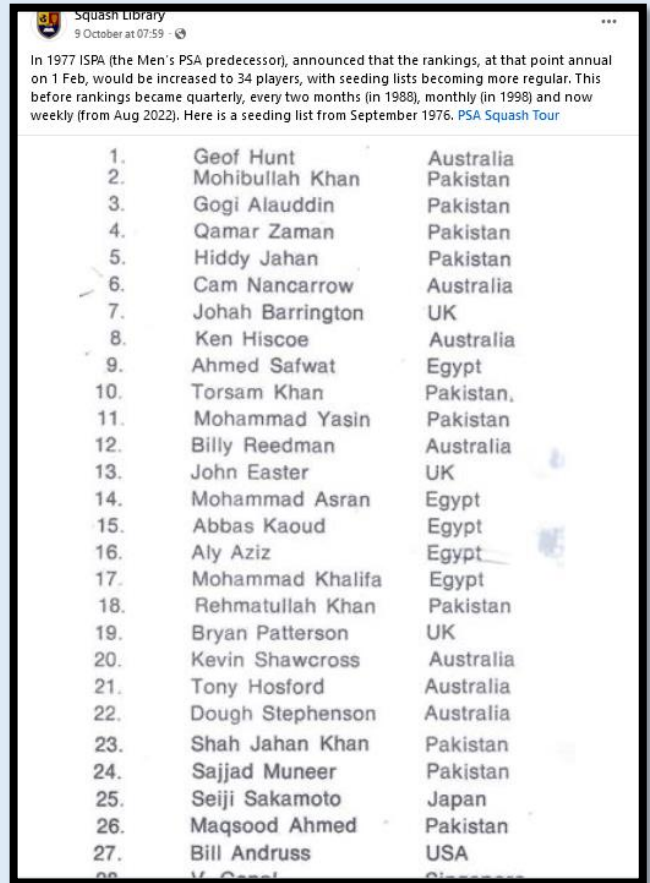 Squash Library
9 October at 07:59 ·
In 1977 ISPA (the Men's PSA predecessor), announced that the rankings, at that point annual
on 1 Feb, would be increased to 34 players, with seeding lists becoming more regular. This
before rankings became quarterly, every two months (in 1988), monthly (in 1998) and now
weekly (from Aug 2022). Here is a seeding list from September 1976. PSA Squash Tour
1. Geof Hunt Australia
2. Mohibullah Khan Pakistan
3. Gogi Alauddin Pakistan
4. Qamar Zaman Pakistan
5. Hiddy Jahan Pakistan
6. Cam Nancarrow Australia
7. Johah Barrington UK
8. Ken Hiscoe Australia
9. Ahmed Safwat Egypt
10. Torsam Khan Pakistan.
11. Mohammad Yasin Pakistan
12. Billy Reedman Australia
13. John Easter UK
14. Mohammad Asran Egypt
15. Abbas Kaoud Egypt
16. Aly Aziz Egypt
17. Mohammad Khalifa Egypt
18. Rehmatullah Khan Pakistan
19. Bryan Patterson UK
20. Kevin Shawcross Australia
21. Tony Hosford Australia
22. Dough Stephenson Australia
23. Shah Jahan Khan Pakistan
24. Sajjad Muneer Pakistan
25. Seiji Sakamoto Japan
26. Maqsood Ahmed Pakistan
27. Bill Andruss USA